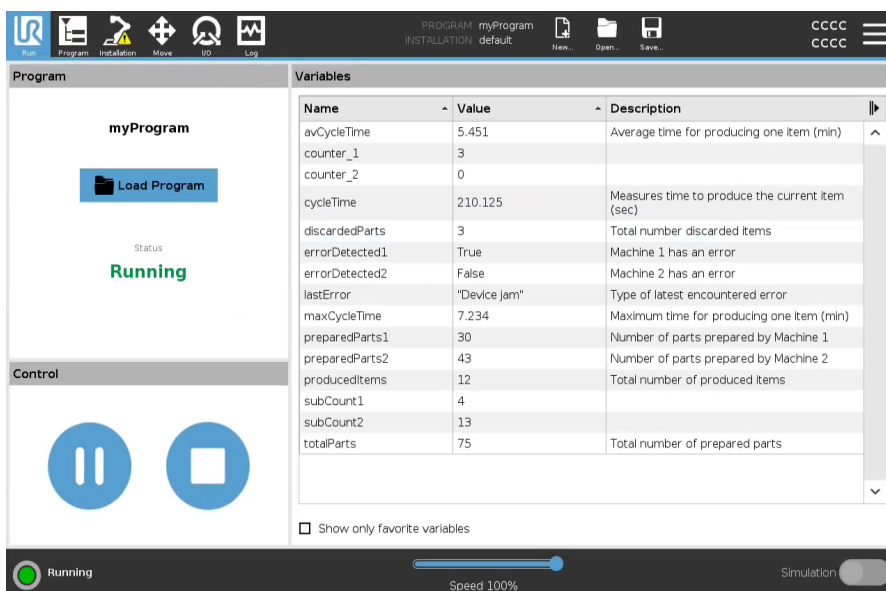 UR
Run
Program
Installation
Move
I/O
Log
PROGRAM myProgram
INSTALLATION default
New...
Open...
Save...
CCCC
CCCC
Program
myProgram
Load Program
Status
Running
Control
Variables
Name Value Description
avCycleTime 5.451 Average time for producing one item (min)
counter_1 3
counter_2 0
cycleTime 210.125 Measures time to produce the current item
(sec)
discardedParts 3 Total number discarded items
errorDetected1 True Machine 1 has an error
errorDetected2 False Machine 2 has an error
lastError "Device jam" Type of latest encountered error
maxCycleTime 7.234 Maximum time for producing one item (min)
preparedParts1 30 Number of parts prepared by Machine 1
preparedParts2 43 Number of parts prepared by Machine 2
producedItems 12 Total number of produced items
subCount1 4
subCount2 13
totalParts 75 Total number of prepared parts
Show only favorite variables
Running
Speed 100%
Simulation